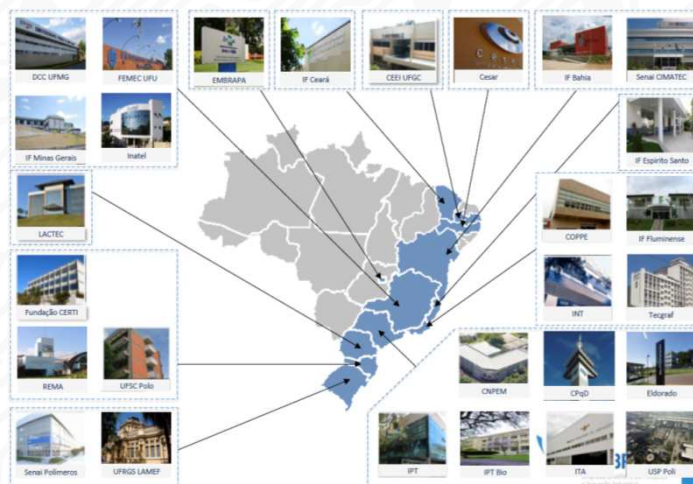 DCC UFMG
FEMEC UFU
EMBRAPA
IF Ceará
CEEI UFGC
Cesar
IF Bahia
Senai CIMATEC
IF Minas Gerais
Inatel
IF Espirito Santo
LACTEC
COPPE
IF Fluminense
Fundação CERTI
INT
Tecgraf
REMA
UFSC Polo
CNPEM
CPqD
Eldorado
Senai Polímeros
UFRGS LAMEF
IPT
IPT Bio
ITA
USP Poli